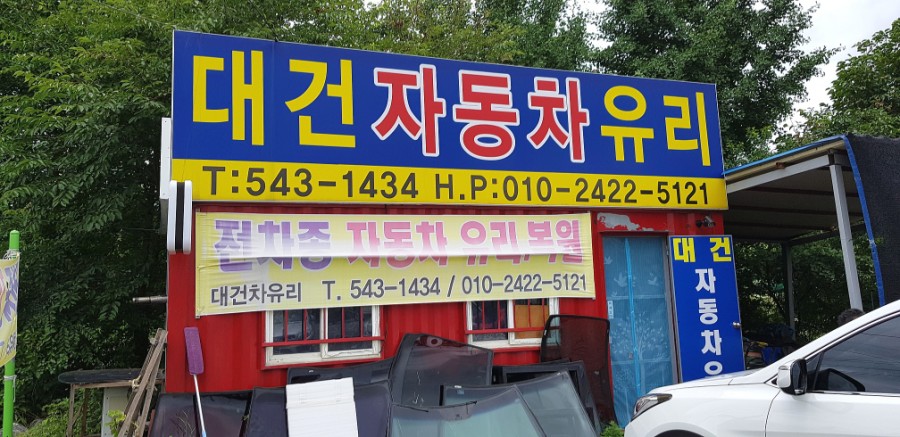 대건자동차유리
T:543-1434 H.P:010-2422-5121
전차종 자동차 유리 복원
대건차유리 T. 543-1434 / 010-2422-5121
대건
자동차유